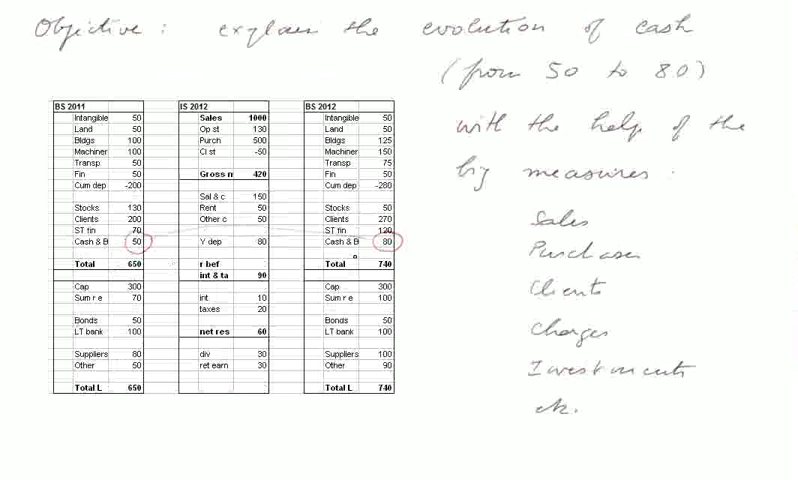 Objective : explain the evolution of cash
(from 50 to 80)
with the help of the
big measures :
Sales
Purchases
Clients
Charges
Investments
etc.
BS 2011
Intangible 50
Land 50
Bldgs 100
Machiner 100
Transp 50
Fin 50
Cum dep -200
Stocks 130
Clients 200
ST fin 70
Cash & B 50
Total 650
Cap 300
Sum r e 70
Bonds 50
LT bank 100
Suppliers 80
Other 50
Total L 650
IS 2012
Sales 1000
Op st 130
Purch 500
Cl st -50
Gross n 420
Sal & c 150
Rent 50
Other c 50
Y dep 80
r bef
int & ta 90
int 10
taxes 20
net res 60
div 30
ret earn 30
BS 2012
Intangible 50
Land 50
Bldgs 125
Machiner 150
Transp 75
Fin 50
Cum dep -280
Stocks 50
Clients 270
ST fin 120
Cash & B 80
Total 740
Cap 300
Sum r e 100
Bonds 50
LT bank 100
Suppliers 100
Other 90
Total L 740